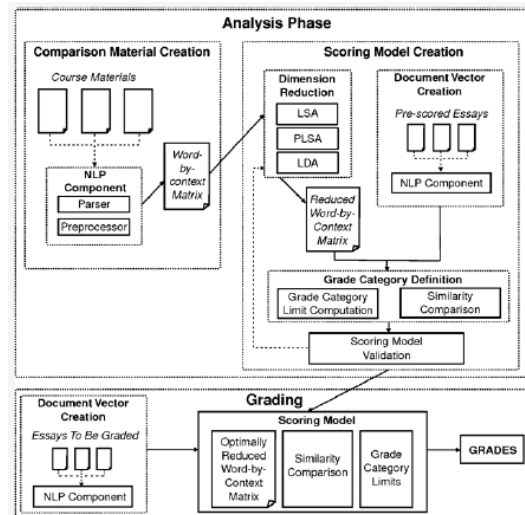 Analysis Phase
Comparison Material Creation
Course Materials
NLP
Component
Parser
Preprocessor
Word-
by-
context
Matrix
Scoring Model Creation
Dimension
Reduction
LSA
PLSA
LDA
Reduced
Word-by-
Context
Matrix
Document Vector
Creation
Pre-scored Essays
NLP Component
Grade Category Definition
Grade Category
Limit Computation
Similarity
Comparison
Scoring Model
Validation
Grading
Document Vector
Creation
Essays To Be Graded
NLP Component
Scoring Model
Optimally
Reduced
Word-by-
Context
Matrix
Similarity
Comparison
Grade
Category
Limits
GRADES